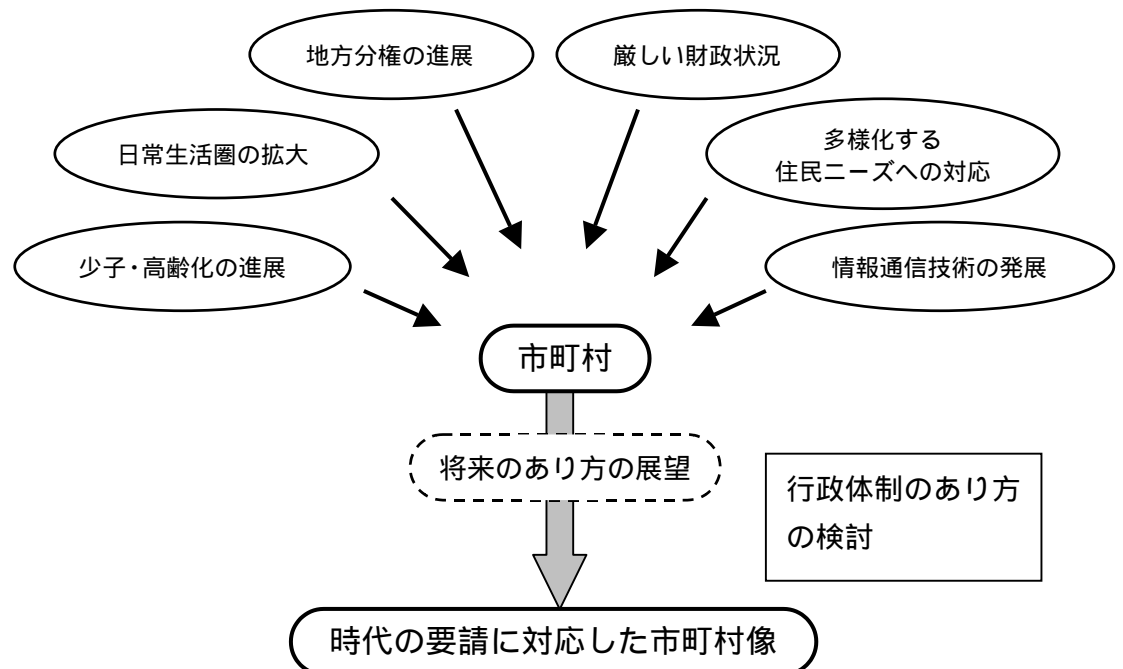 地方分権の進展
厳しい財政状況
日常生活圏の拡大
多様化する
住民ニーズへの対応
少子・高齢化の進展
情報通信技術の発展
市町村
将来のあり方の展望
行政体制のあり方
の検討
時代の要請に対応した市町村像